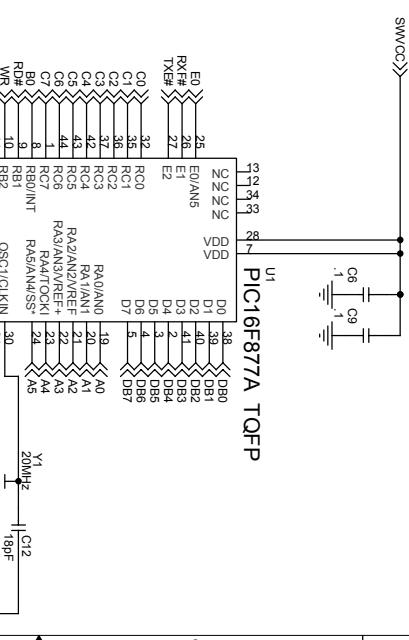 SWVCC
C6
.1
C9
.1
13
12
34
33
NC
NC
NC
NC
28
7
VDD
VDD
U1
PIC16F877A TQFP
E0 25 E0/AN5
RXF# 26 E1
TXE# 27 E2
C0 32 RC0
C1 35 RC1
C2 36 RC2
C3 37 RC3
C4 42 RC4
C5 43 RC5
C6 44 RC6
C7 1 RC7
B0 8 RB0/INT
RD# 9 RB1
WR 10 RB2
D0 38 DB0
D1 39 DB1
D2 40 DB2
D3 41 DB3
D4 2 DB4
D5 3 DB5
D6 4 DB6
D7 5 DB7
RA0/AN0 19 A0
RA1/AN1 20 A1
RA2/AN2/VREF 21 A2
RA3/AN3/VREF+ 22 A3
RA4/TOCKI 23 A4
RA5/AN4/SS* 24 A5
OSC1/CLKIN 30
Y1
20MHz
C12
18pF